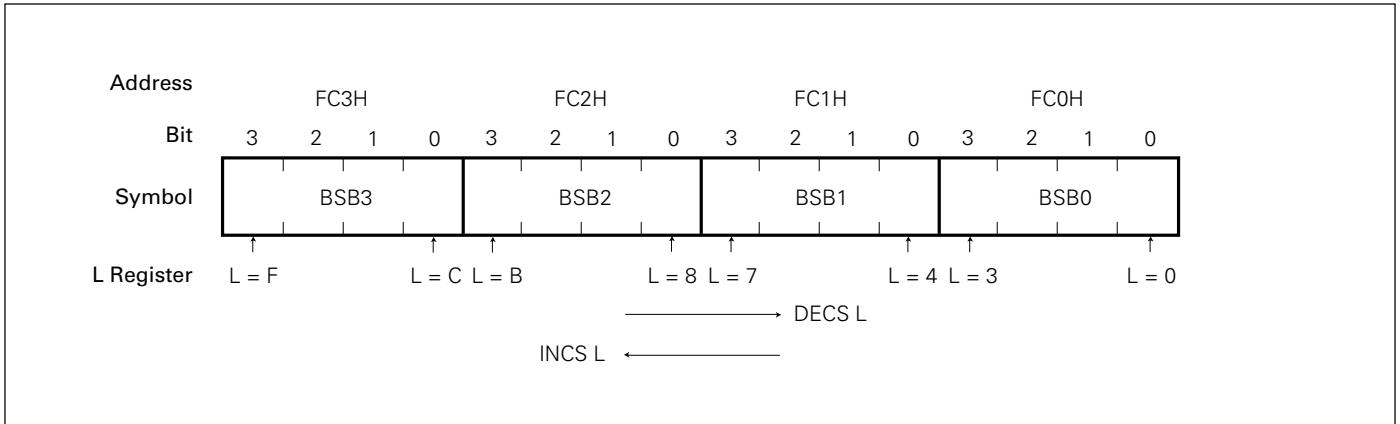 Address
FC3H FC2H FC1H FC0H
Bit 3 2 1 0 3 2 1 0 3 2 1 0 3 2 1 0
Symbol BSB3 BSB2 BSB1 BSB0
L Register L = F L = C L = B L = 8 L = 7 L = 4 L = 3 L = 0
DECS L
INCS L